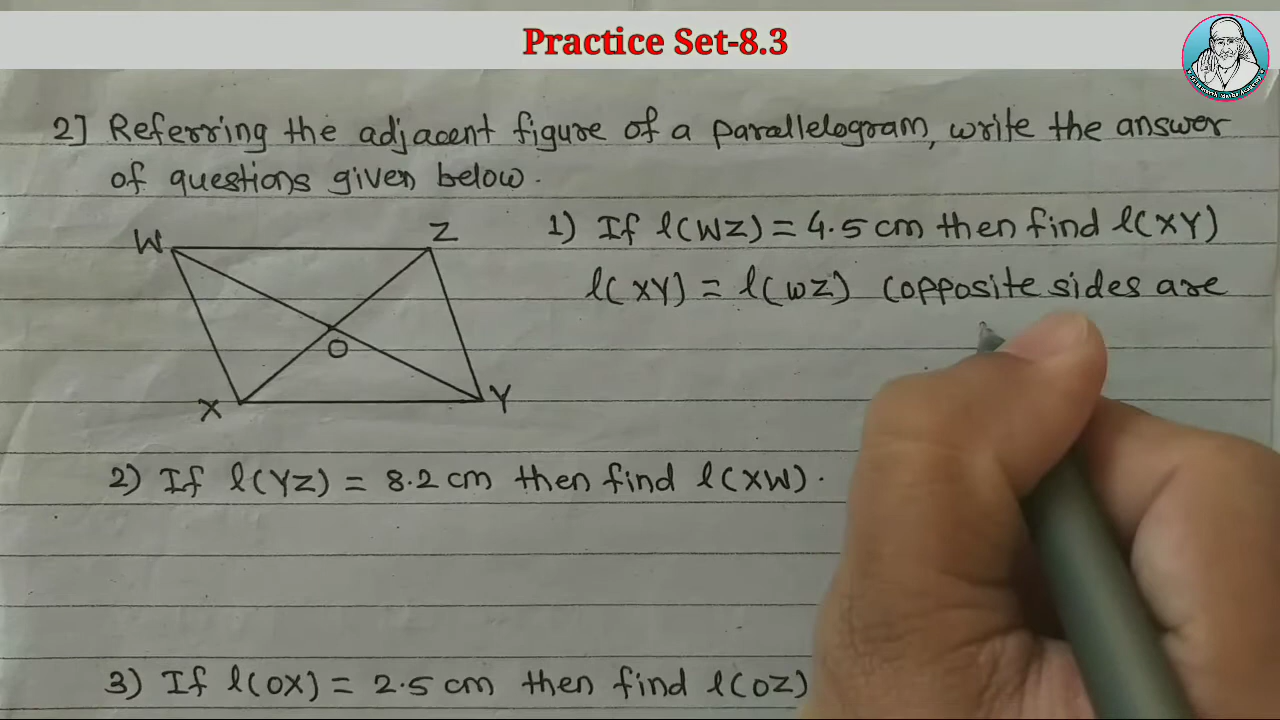 Practice Set-8.3
2] Referring the adjacent figure of a parallelogram, write the answer
of questions given below.
W
Z
O
X
Y
1) If l(WZ) = 4.5 cm then find l(XY)
l(XY) = l(WZ) (opposite sides are
2) If l(YZ) = 8.2 cm then find l(XW).
3) If l(OX) = 2.5 cm then find l(OZ)